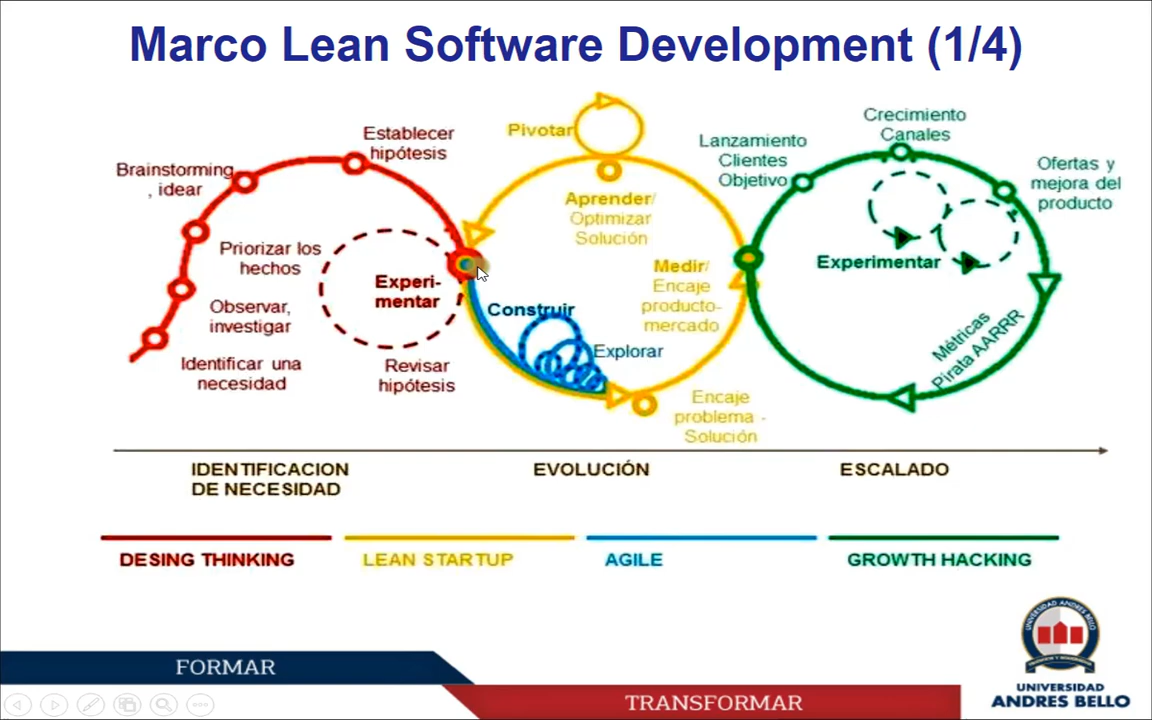 Marco Lean Software Development (1/4)
Establecer
hipótesis
Brainstorming
, idear
Priorizar los
hechos
Observar,
investigar
Identificar una
necesidad
Experi-
mentar
Revisar
hipótesis
Pivotar
Aprender/
Optimizar
Solución
Medir/
Encaje
producto-
mercado
Construir
Explorar
Encaje
problema -
Solución
Lanzamiento
Clientes
Objetivo
Crecimiento
Canales
Ofertas y
mejora del
producto
Experimentar
Métricas
Pirata AARRR
IDENTIFICACION
DE NECESIDAD
EVOLUCIÓN
ESCALADO
DESING THINKING
LEAN STARTUP
AGILE
GROWTH HACKING
FORMAR
TRANSFORMAR
UNIVERSIDAD ANDRES BELLO
UNIVERSIDAD
ANDRES BELLO